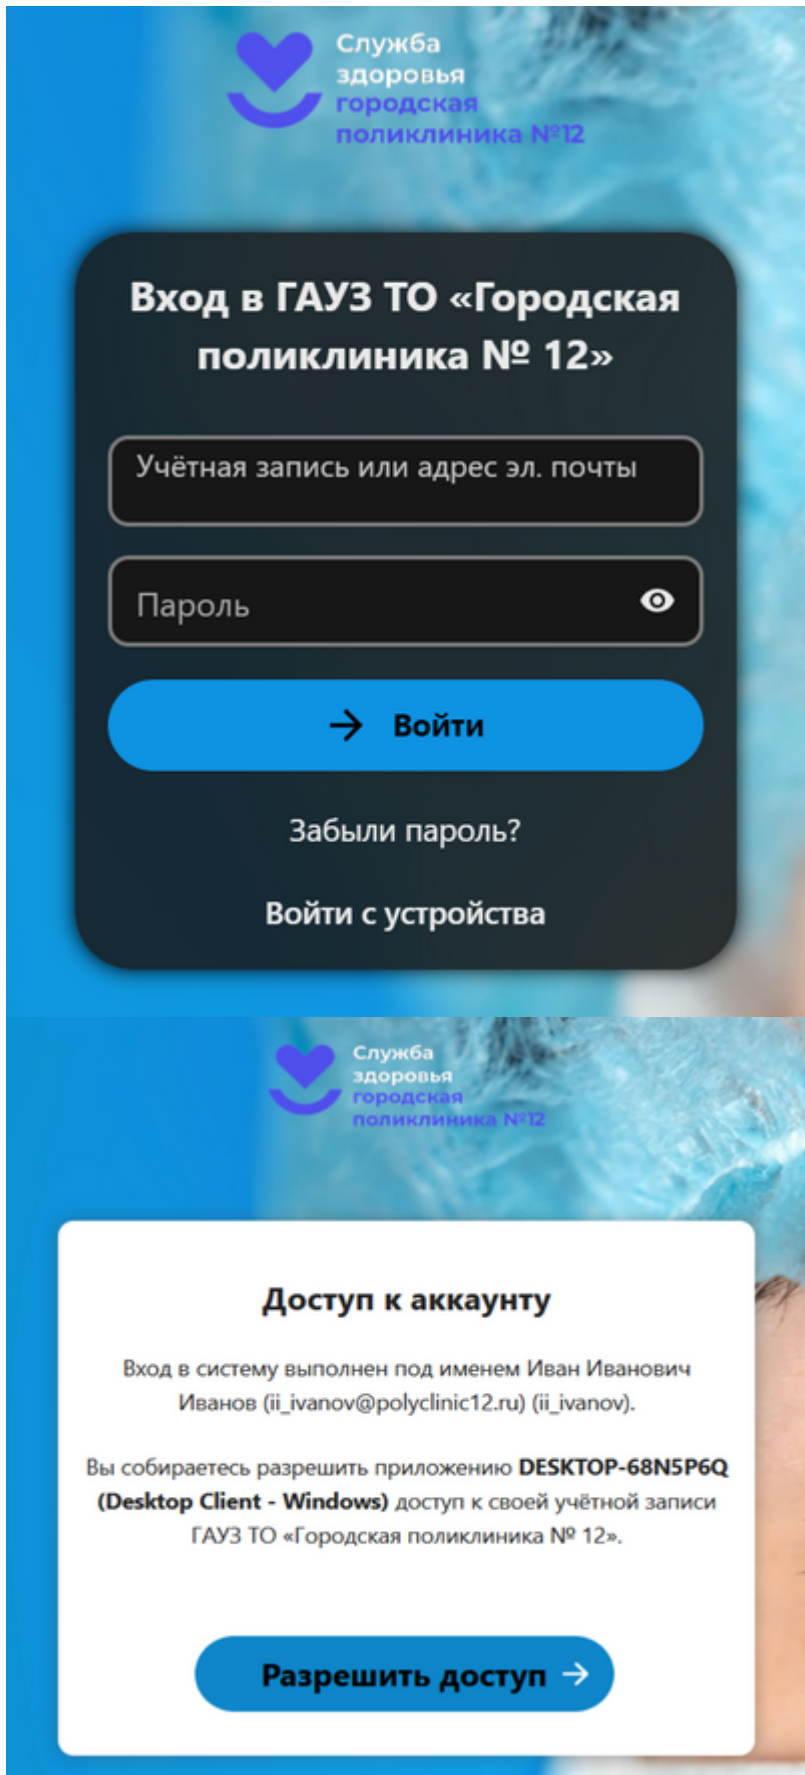 Служба
здоровья
городская
поликлиника №12
Вход в ГАУЗ ТО «Городская
поликлиника № 12»
Учётная запись или адрес эл. почты
Пароль
→ Войти
Забыли пароль?
Войти с устройства
Служба
здоровья
городская
поликлиника №12
Доступ к аккаунту
Вход в систему выполнен под именем Иван Иванович
Иванов (ii_ivanov@polyclinic12.ru) (ii_ivanov).
Вы собираетесь разрешить приложению DESKTOP-68N5P6Q
(Desktop Client - Windows) доступ к своей учётной записи
ГАУЗ ТО «Городская поликлиника № 12».
Разрешить доступ →